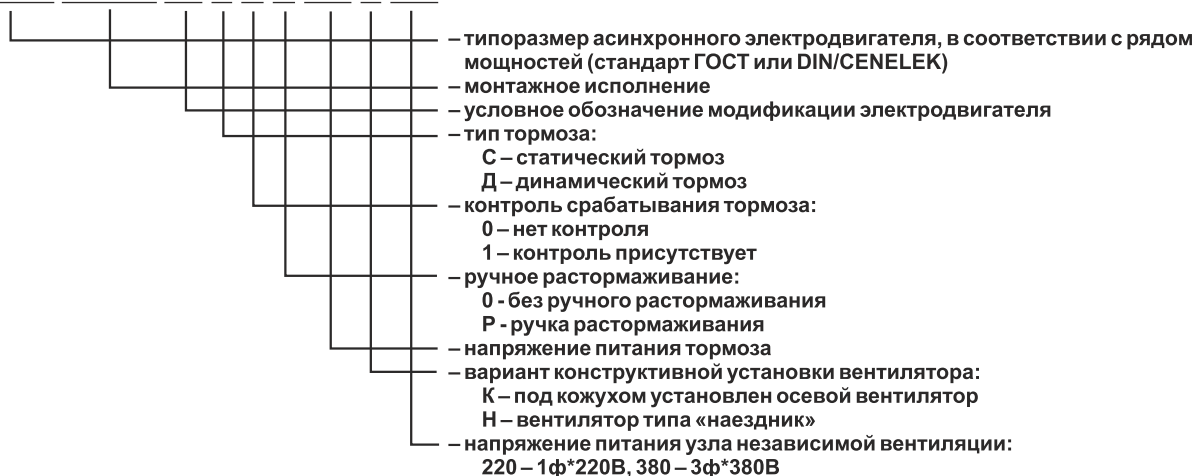 – типоразмер асинхронного электродвигателя, в соответствии с рядом
мощностей (стандарт ГОСТ или DIN/CENELEK)
– монтажное исполнение
– условное обозначение модификации электродвигателя
– тип тормоза:
С – статический тормоз
Д – динамический тормоз
– контроль срабатывания тормоза:
0 – нет контроля
1 – контроль присутствует
– ручное растормаживание:
0 - без ручного растормаживания
Р - ручка растормаживания
– напряжение питания тормоза
– вариант конструктивной установки вентилятора:
К – под кожухом установлен осевой вентилятор
Н – вентилятор типа «наездник»
– напряжение питания узла независимой вентиляции:
220 – 1ф*220В, 380 – 3ф*380В